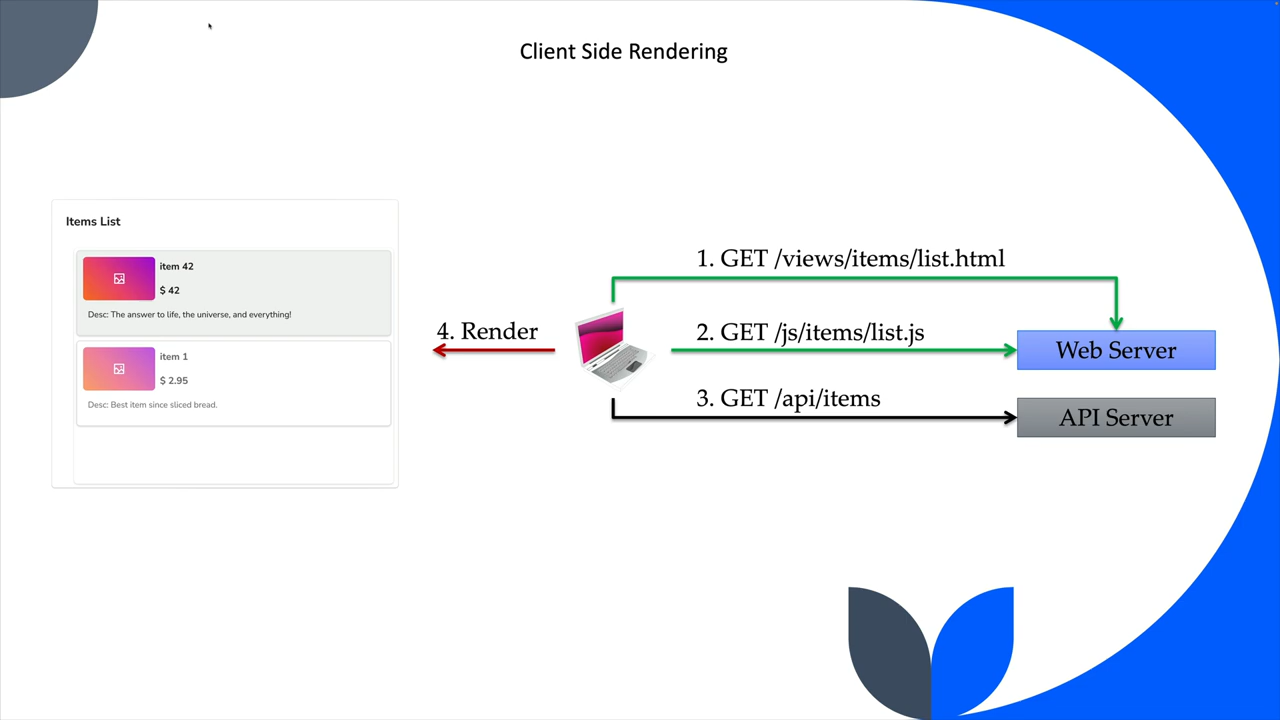 Client Side Rendering
Items List
item 42
$ 42
Desc: The answer to life, the universe, and everything!
item 1
$ 2.95
Desc: Best item since sliced bread.
4. Render
1. GET /views/items/list.html
2. GET /js/items/list.js
Web Server
3. GET /api/items
API Server